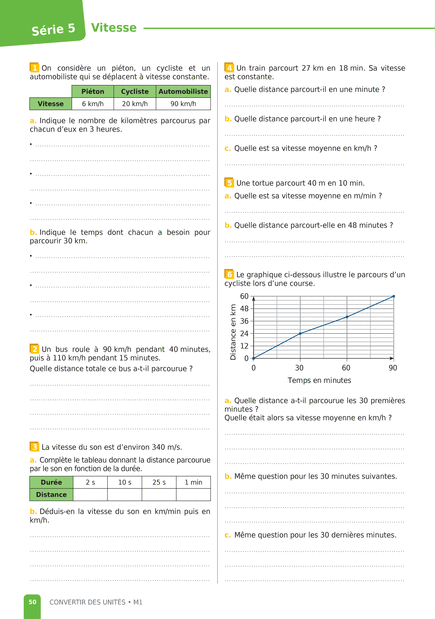 Série 5
Vitesse
1 On considère un piéton, un cycliste et un
automobiliste qui se déplacent à vitesse constante.
Piéton Cycliste Automobiliste
Vitesse 6 km/h 20 km/h 90 km/h
a. Indique le nombre de kilomètres parcourus par
chacun d'eux en 3 heures.
•
•
•
b. Indique le temps dont chacun a besoin pour
parcourir 30 km.
•
•
•
2 Un bus roule à 90 km/h pendant 40 minutes,
puis à 110 km/h pendant 15 minutes.
Quelle distance totale ce bus a-t-il parcourue ?
3 La vitesse du son est d'environ 340 m/s.
a. Complète le tableau donnant la distance parcourue
par le son en fonction de la durée.
Durée 2 s 10 s 25 s 1 min
Distance
b. Déduis-en la vitesse du son en km/min puis en
km/h.
4 Un train parcourt 27 km en 18 min. Sa vitesse
est constante.
a. Quelle distance parcourt-il en une minute ?
b. Quelle distance parcourt-il en une heure ?
c. Quelle est sa vitesse moyenne en km/h ?
5 Une tortue parcourt 40 m en 10 min.
a. Quelle est sa vitesse moyenne en m/min ?
b. Quelle distance parcourt-elle en 48 minutes ?
6 Le graphique ci-dessous illustre le parcours d'un
cycliste lors d'une course.
Distance en km
60
48
36
24
12
0
0 30 60 90
Temps en minutes
a. Quelle distance a-t-il parcourue les 30 premières
minutes ?
Quelle était alors sa vitesse moyenne en km/h ?
b. Même question pour les 30 minutes suivantes.
c. Même question pour les 30 dernières minutes.
50 CONVERTIR DES UNITÉS • M1